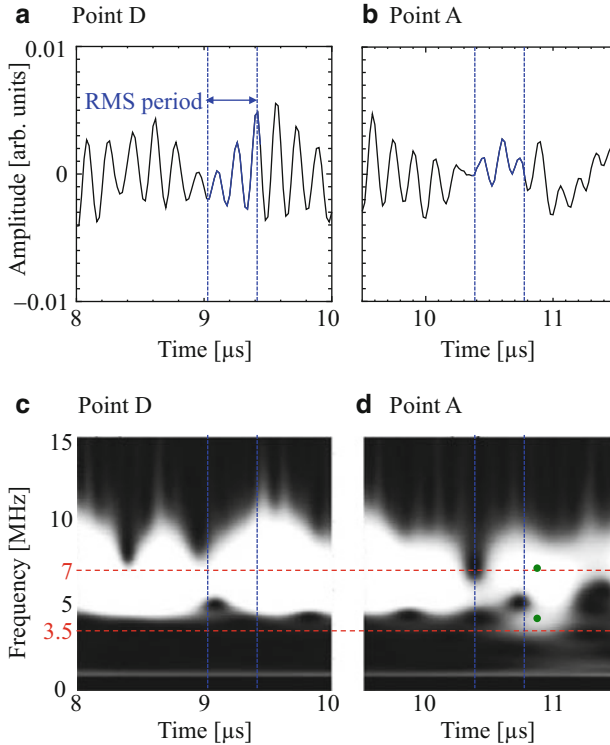 a Point D
b Point A
Amplitude [arb. units]
0.01
0
−0.01
RMS period
8 9 10
Time [µs]
10 11
Time [µs]
c Point D
d Point A
Frequency [MHz]
15
10
7
5
3.5
0
8 9 10
Time [µs]
10 11
Time [µs]